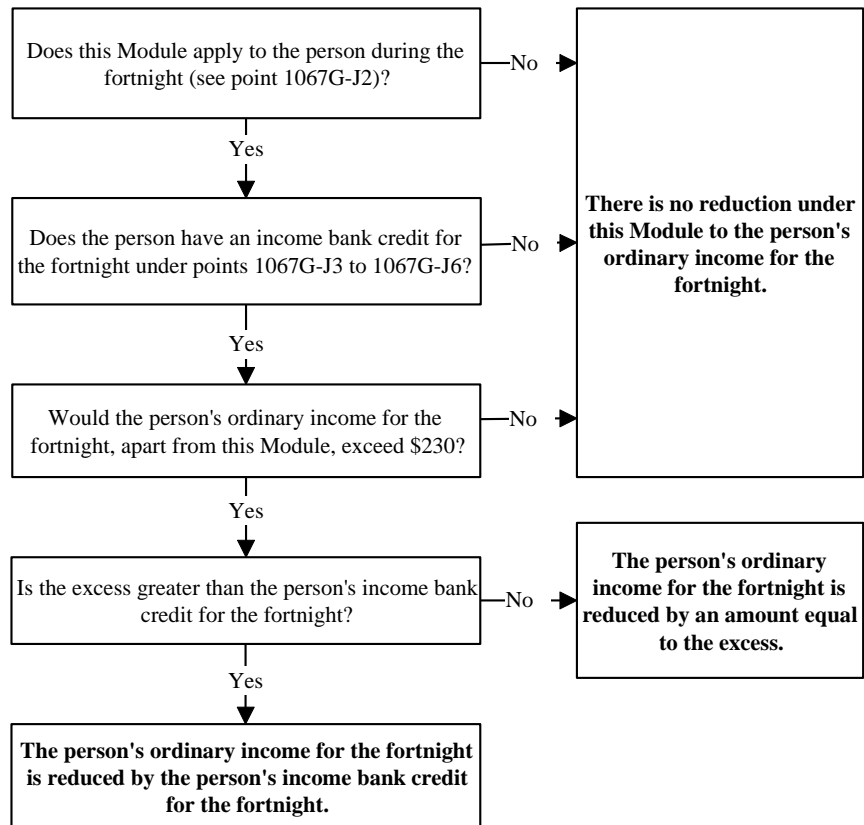 Does this Module apply to the person during the
fortnight (see point 1067G-J2)?
No
Yes
Does the person have an income bank credit for
the fortnight under points 1067G-J3 to 1067G-J6?
No
There is no reduction under
this Module to the person's
ordinary income for the
fortnight.
Yes
Would the person's ordinary income for the
fortnight, apart from this Module, exceed $230?
No
Yes
Is the excess greater than the person's income bank
credit for the fortnight?
No
The person's ordinary
income for the fortnight is
reduced by an amount equal
to the excess.
Yes
The person's ordinary income for the fortnight
is reduced by the person's income bank credit
for the fortnight.